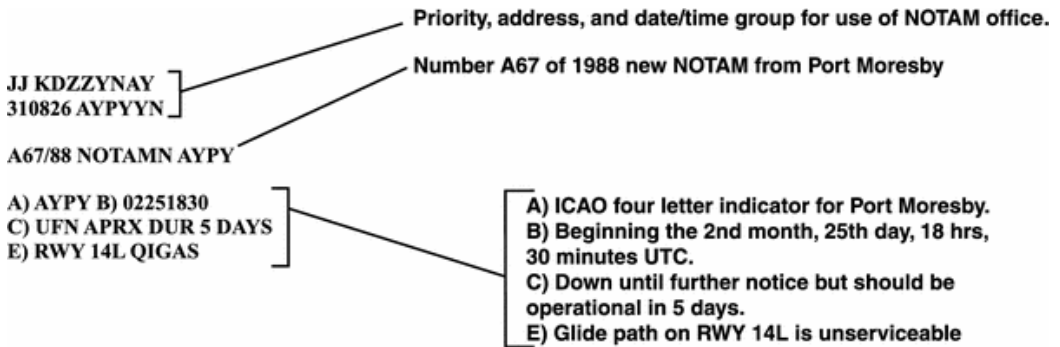 Priority, address, and date/time group for use of NOTAM office.
JJ KDZZYNAY
310826 AYPYYN
Number A67 of 1988 new NOTAM from Port Moresby
A67/88 NOTAMN AYPY
A) AYPY B) 02251830
C) UFN APRX DUR 5 DAYS
E) RWY 14L QIGAS
A) ICAO four letter indicator for Port Moresby.
B) Beginning the 2nd month, 25th day, 18 hrs,
30 minutes UTC.
C) Down until further notice but should be
operational in 5 days.
E) Glide path on RWY 14L is unserviceable